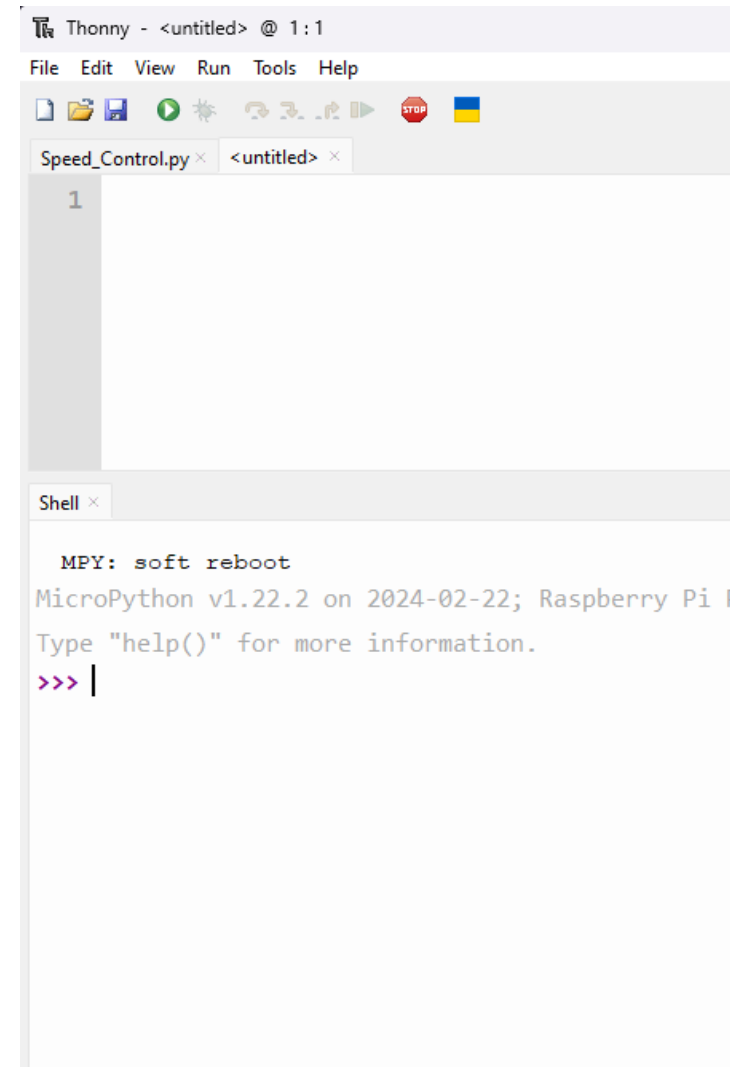 Thonny - <untitled> @ 1:1
File Edit View Run Tools Help
STOP
Speed_Control.py × <untitled> ×
1
Shell ×
MPY: soft reboot
MicroPython v1.22.2 on 2024-02-22; Raspberry Pi
Type "help()" for more information.
>>>